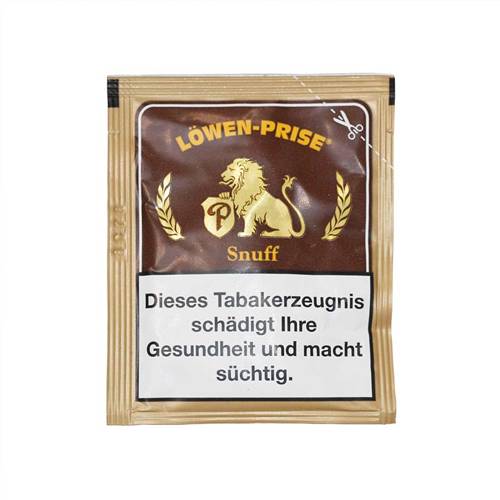 LÖWEN-PRISE®
P
Snuff
Dieses Tabakerzeugnis
schädigt Ihre
Gesundheit und macht
süchtig.